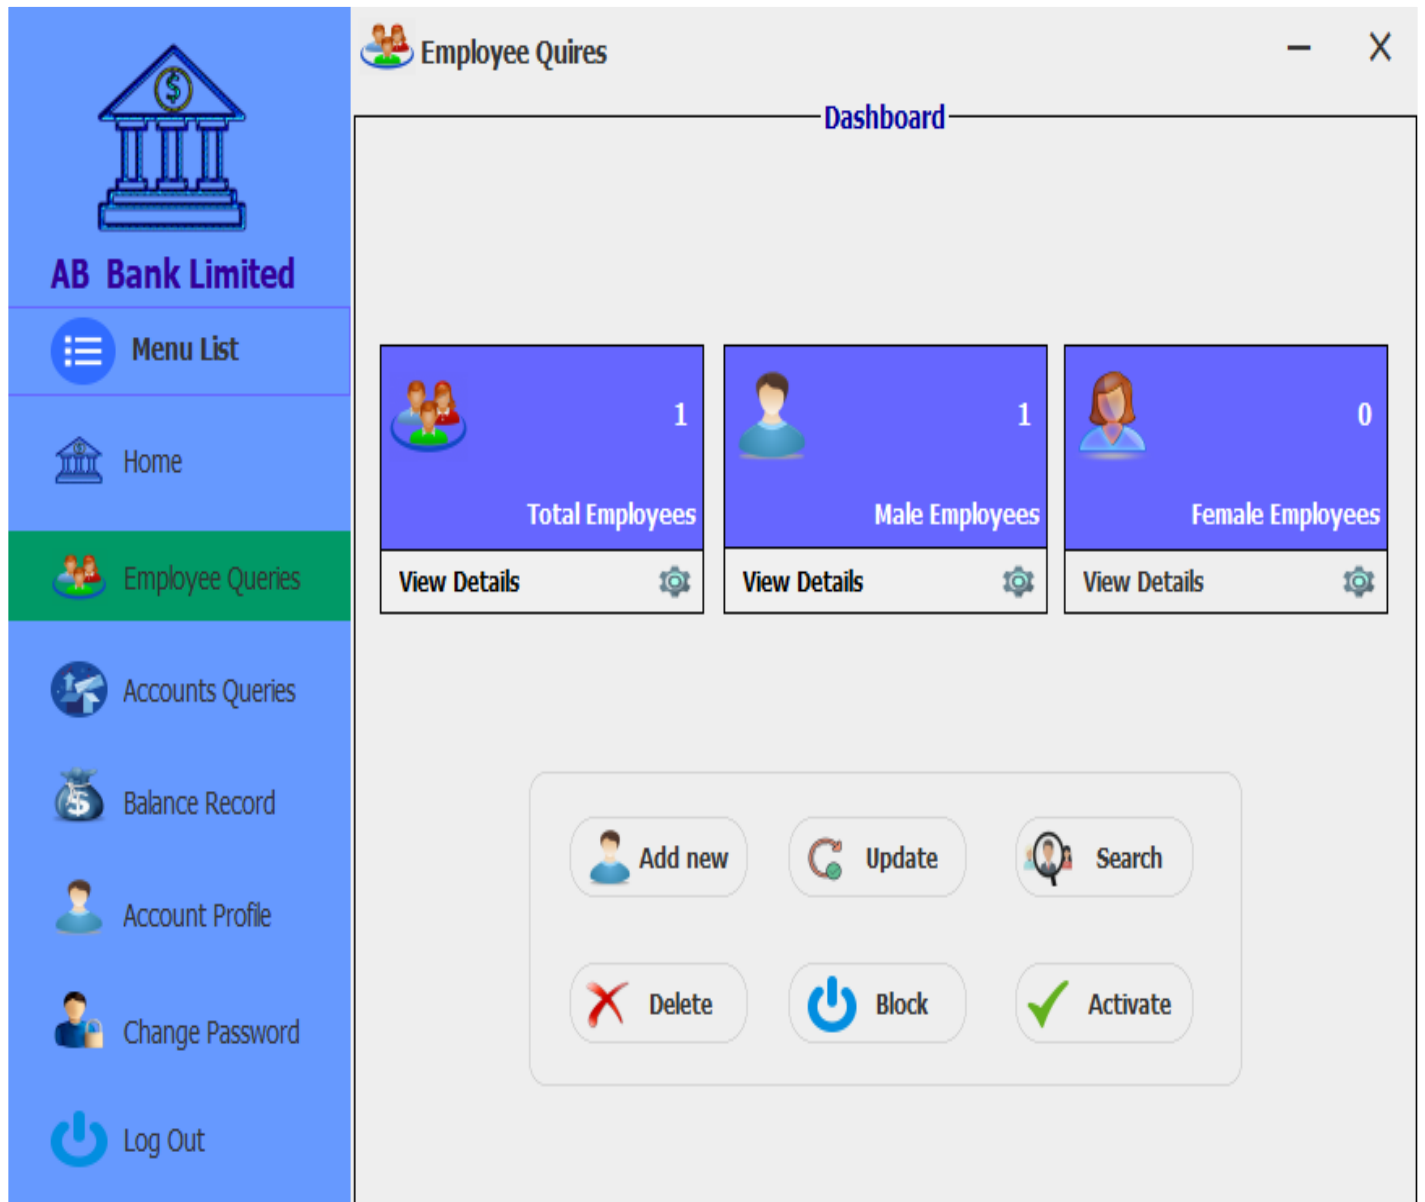 AB Bank Limited
Menu List
Home
Employee Queries
Accounts Queries
Balance Record
Account Profile
Change Password
Log Out
Employee Quires
Dashboard
1
Total Employees
View Details
1
Male Employees
View Details
0
Female Employees
View Details
Add new
Update
Search
Delete
Block
Activate